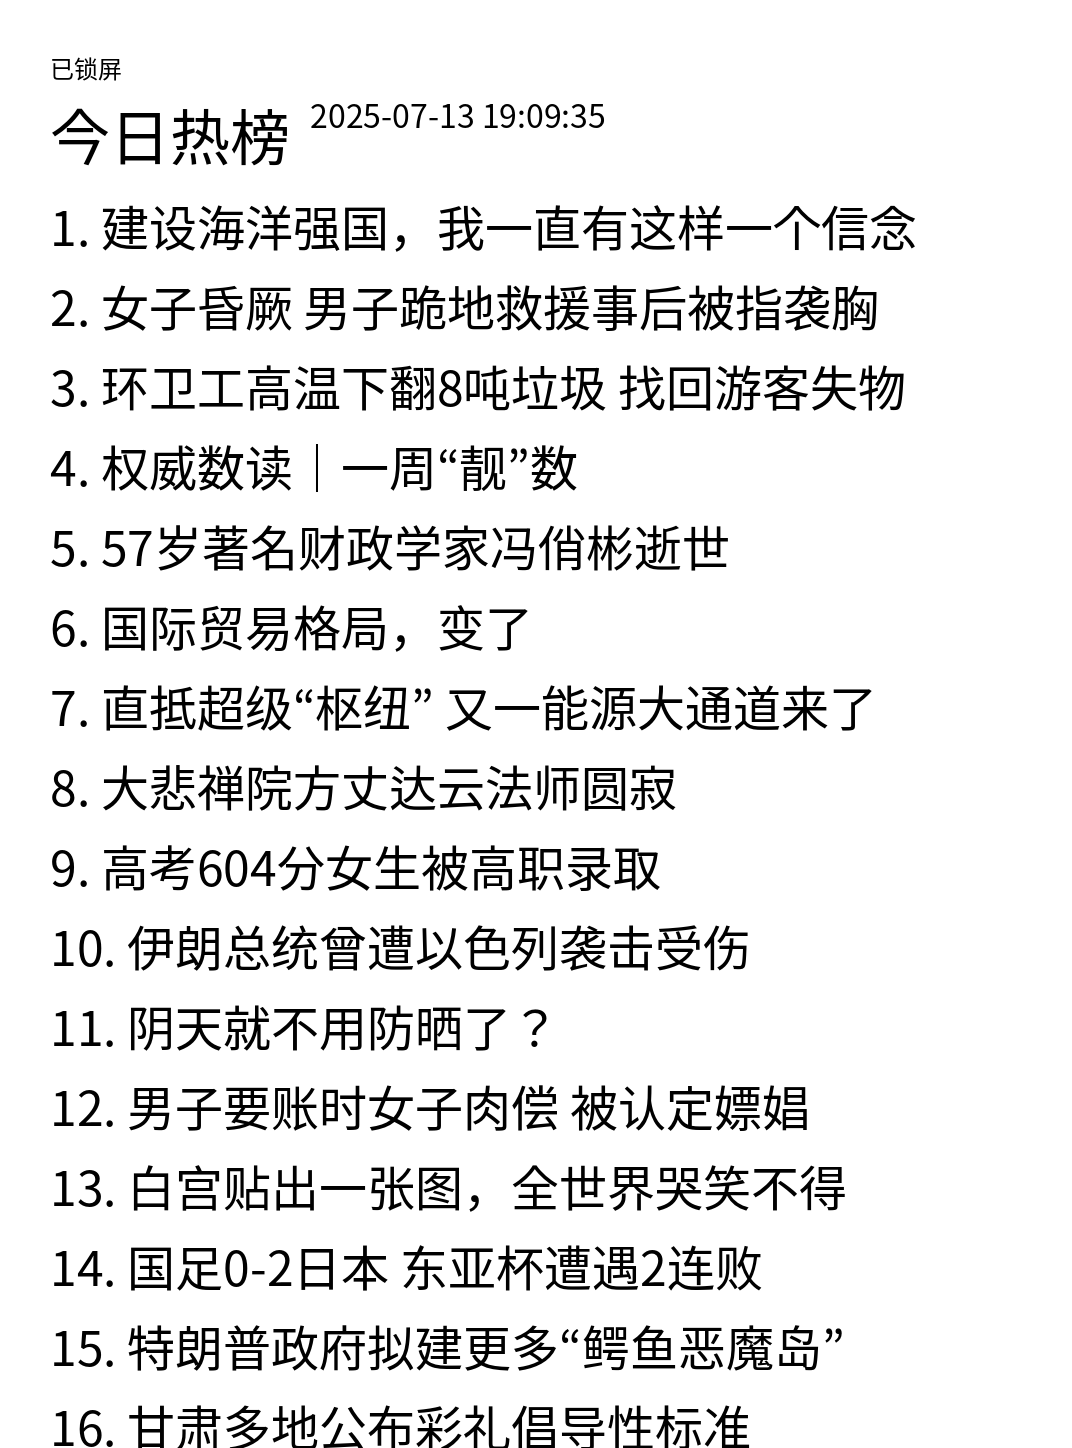 已锁屏
今日热榜 2025-07-13 19:09:35
1. 建设海洋强国，我一直有这样一个信念
2. 女子昏厥 男子跪地救援事后被指袭胸
3. 环卫工高温下翻8吨垃圾 找回游客失物
4. 权威数读｜一周“靓”数
5. 57岁著名财政学家冯俏彬逝世
6. 国际贸易格局，变了
7. 直抵超级“枢纽” 又一能源大通道来了
8. 大悲禅院方丈达云法师圆寂
9. 高考604分女生被高职录取
10. 伊朗总统曾遭以色列袭击受伤
11. 阴天就不用防晒了？
12. 男子要账时女子肉偿 被认定嫖娼
13. 白宫贴出一张图，全世界哭笑不得
14. 国足0-2日本 东亚杯遭遇2连败
15. 特朗普政府拟建更多“鳄鱼恶魔岛”
16. 甘肃多地公布彩礼倡导性标准